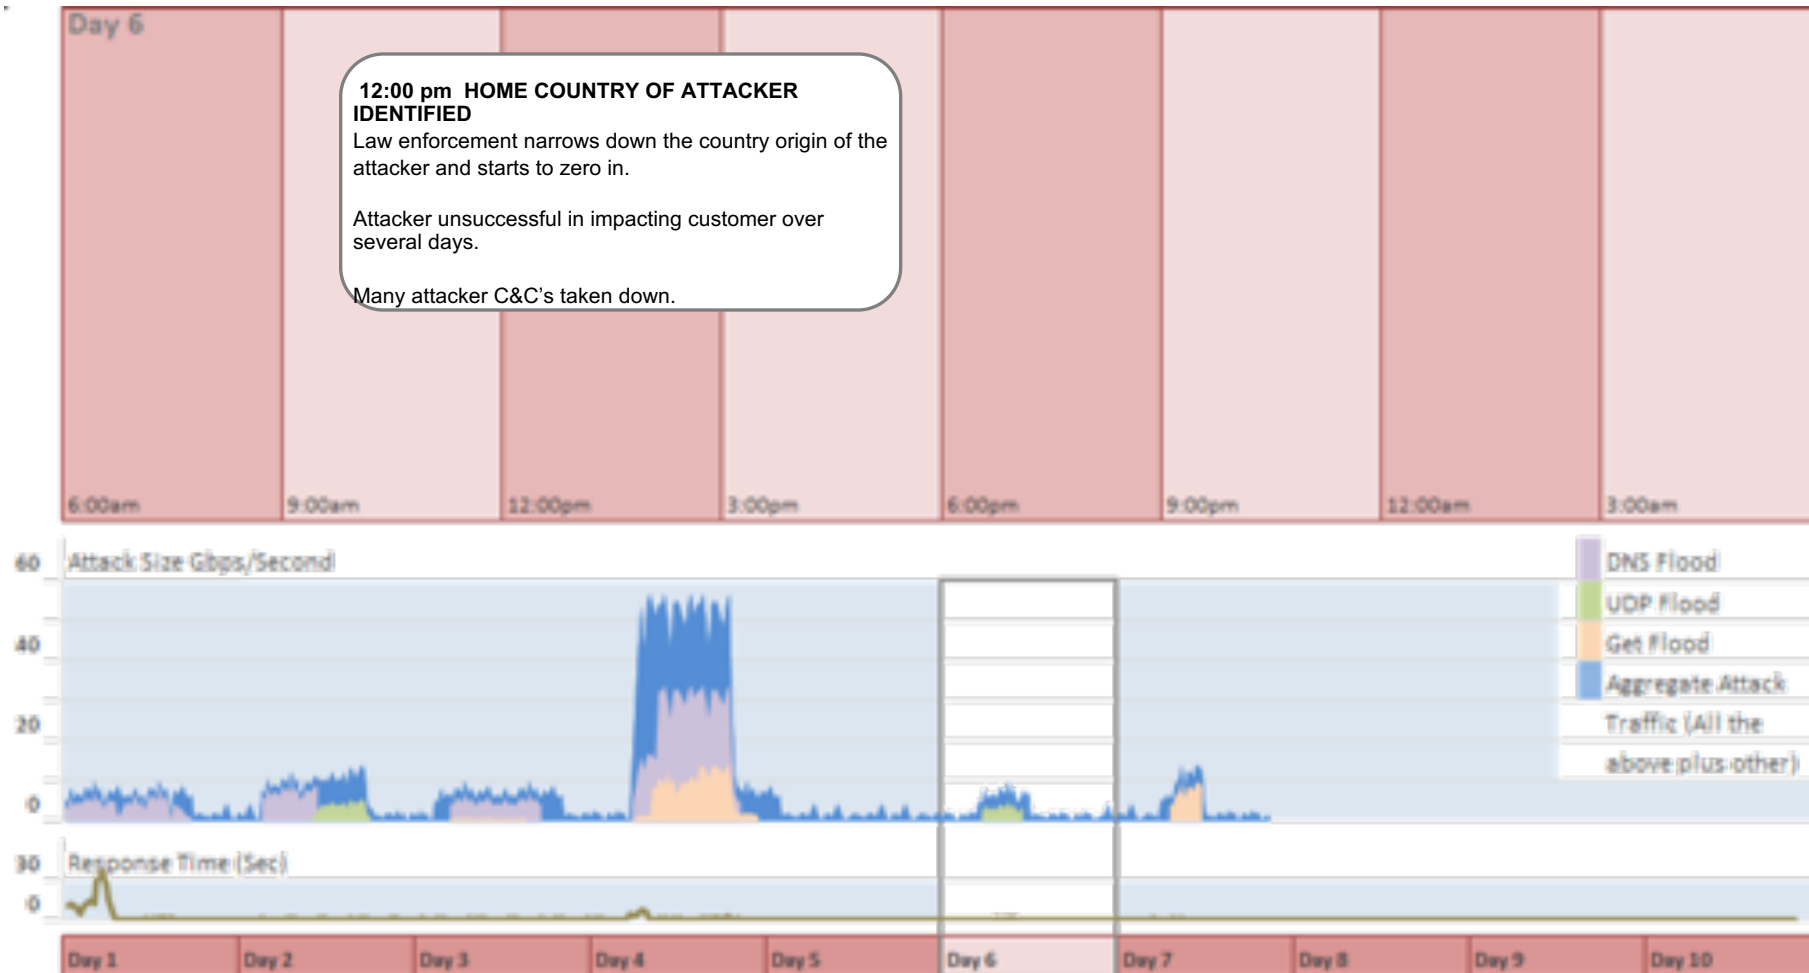 Day 6
12:00 pm  HOME COUNTRY OF ATTACKER
IDENTIFIED
Law enforcement narrows down the country origin of the
attacker and starts to zero in.
Attacker unsuccessful in impacting customer over
several days.
Many attacker C&C’s taken down.
6:00am 9:00am 12:00pm 3:00pm 6:00pm 9:00pm 12:00am 3:00am
60 Attack Size Gbps/Second
40
20
0
DNS Flood
UDP Flood
Get Flood
Aggregate Attack
Traffic (All the
above plus other)
30 Response Time (Sec)
0
Day 1 Day 2 Day 3 Day 4 Day 5 Day 6 Day 7 Day 8 Day 9 Day 10